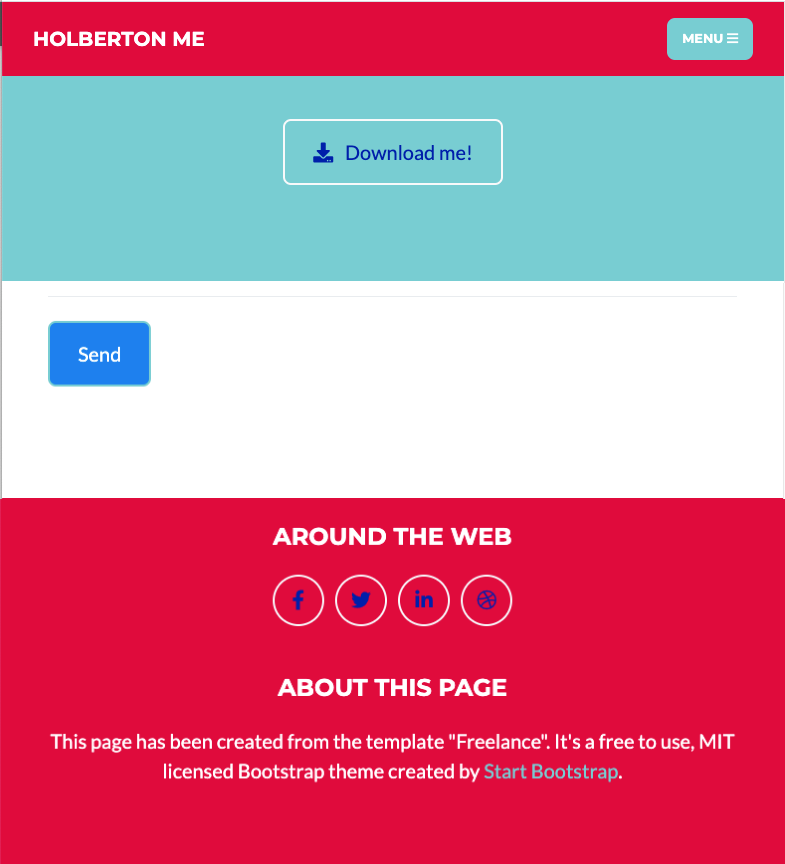 HOLBERTON ME
MENU
Download me!
Send
AROUND THE WEB
ABOUT THIS PAGE
This page has been created from the template "Freelance". It's a free to use, MIT
licensed Bootstrap theme created by Start Bootstrap.